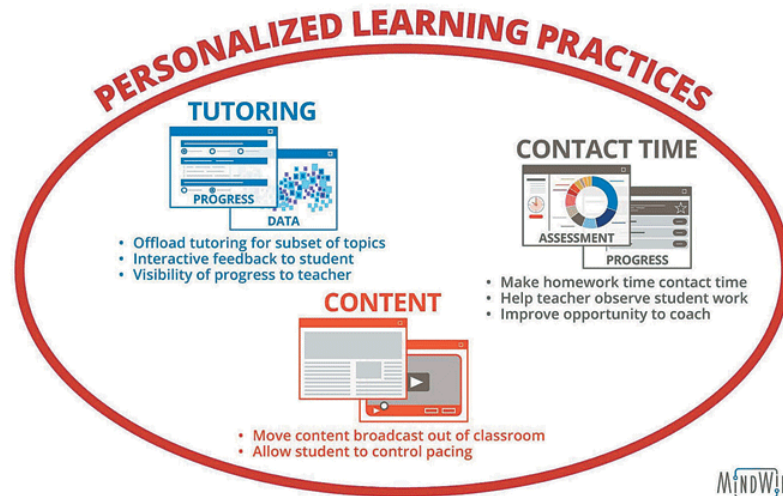 PERSONALIZED LEARNING PRACTICES
TUTORING
PROGRESS
DATA
• Offload tutoring for subset of topics
• Interactive feedback to student
• Visibility of progress to teacher
CONTACT TIME
ASSESSMENT
PROGRESS
• Make homework time contact time
• Help teacher observe student work
• Improve opportunity to coach
CONTENT
• Move content broadcast out of classroom
• Allow student to control pacing